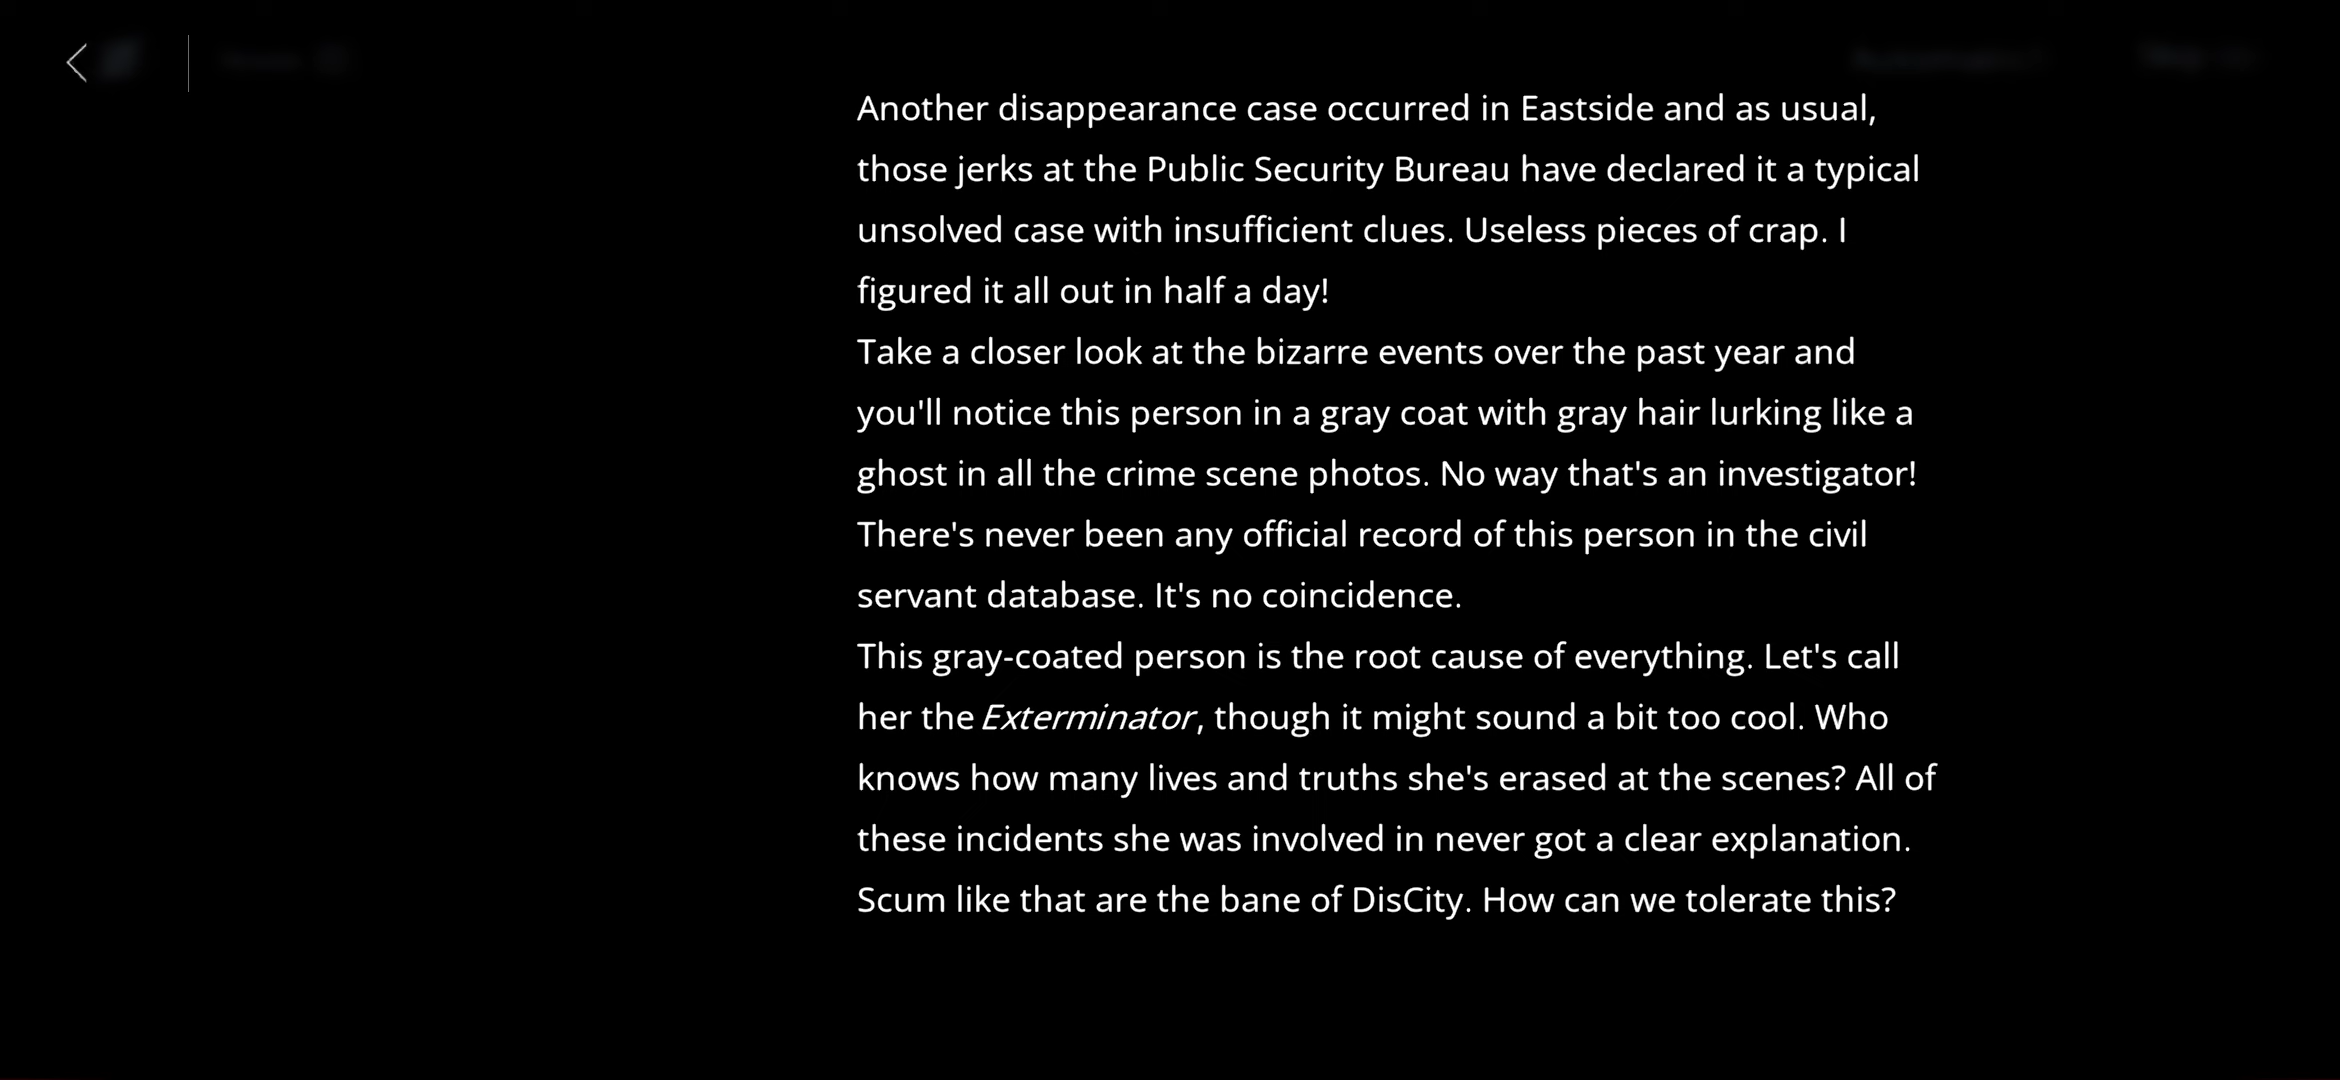 Another disappearance case occurred in Eastside and as usual,
those jerks at the Public Security Bureau have declared it a typical
unsolved case with insufficient clues. Useless pieces of crap. I
figured it all out in half a day!
Take a closer look at the bizarre events over the past year and
you'll notice this person in a gray coat with gray hair lurking like a
ghost in all the crime scene photos. No way that's an investigator!
There's never been any official record of this person in the civil
servant database. It's no coincidence.
This gray-coated person is the root cause of everything. Let's call
her the Exterminator, though it might sound a bit too cool. Who
knows how many lives and truths she's erased at the scenes? All of
these incidents she was involved in never got a clear explanation.
Scum like that are the bane of DisCity. How can we tolerate this?